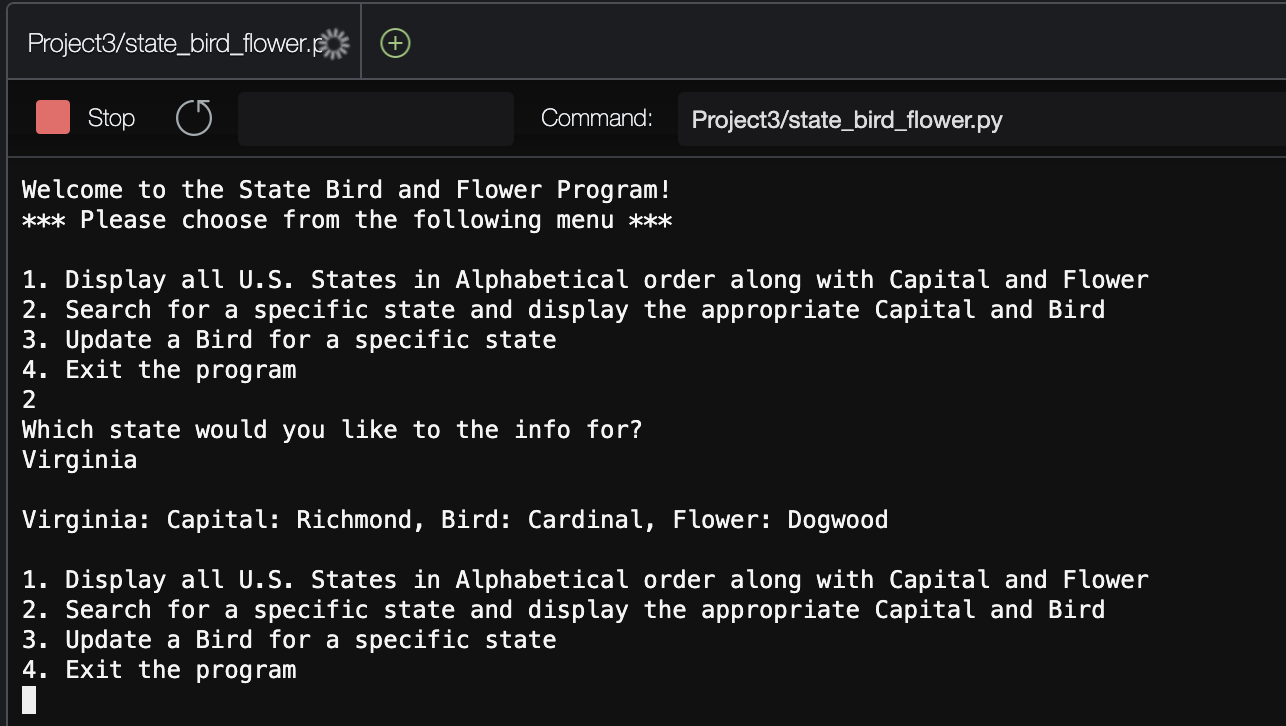 Project3/state_bird_flower.p
Stop
Command:
Project3/state_bird_flower.py
Welcome to the State Bird and Flower Program!
*** Please choose from the following menu ***
1. Display all U.S. States in Alphabetical order along with Capital and Flower
2. Search for a specific state and display the appropriate Capital and Bird
3. Update a Bird for a specific state
4. Exit the program
2
Which state would you like to the info for?
Virginia
Virginia: Capital: Richmond, Bird: Cardinal, Flower: Dogwood
1. Display all U.S. States in Alphabetical order along with Capital and Flower
2. Search for a specific state and display the appropriate Capital and Bird
3. Update a Bird for a specific state
4. Exit the program